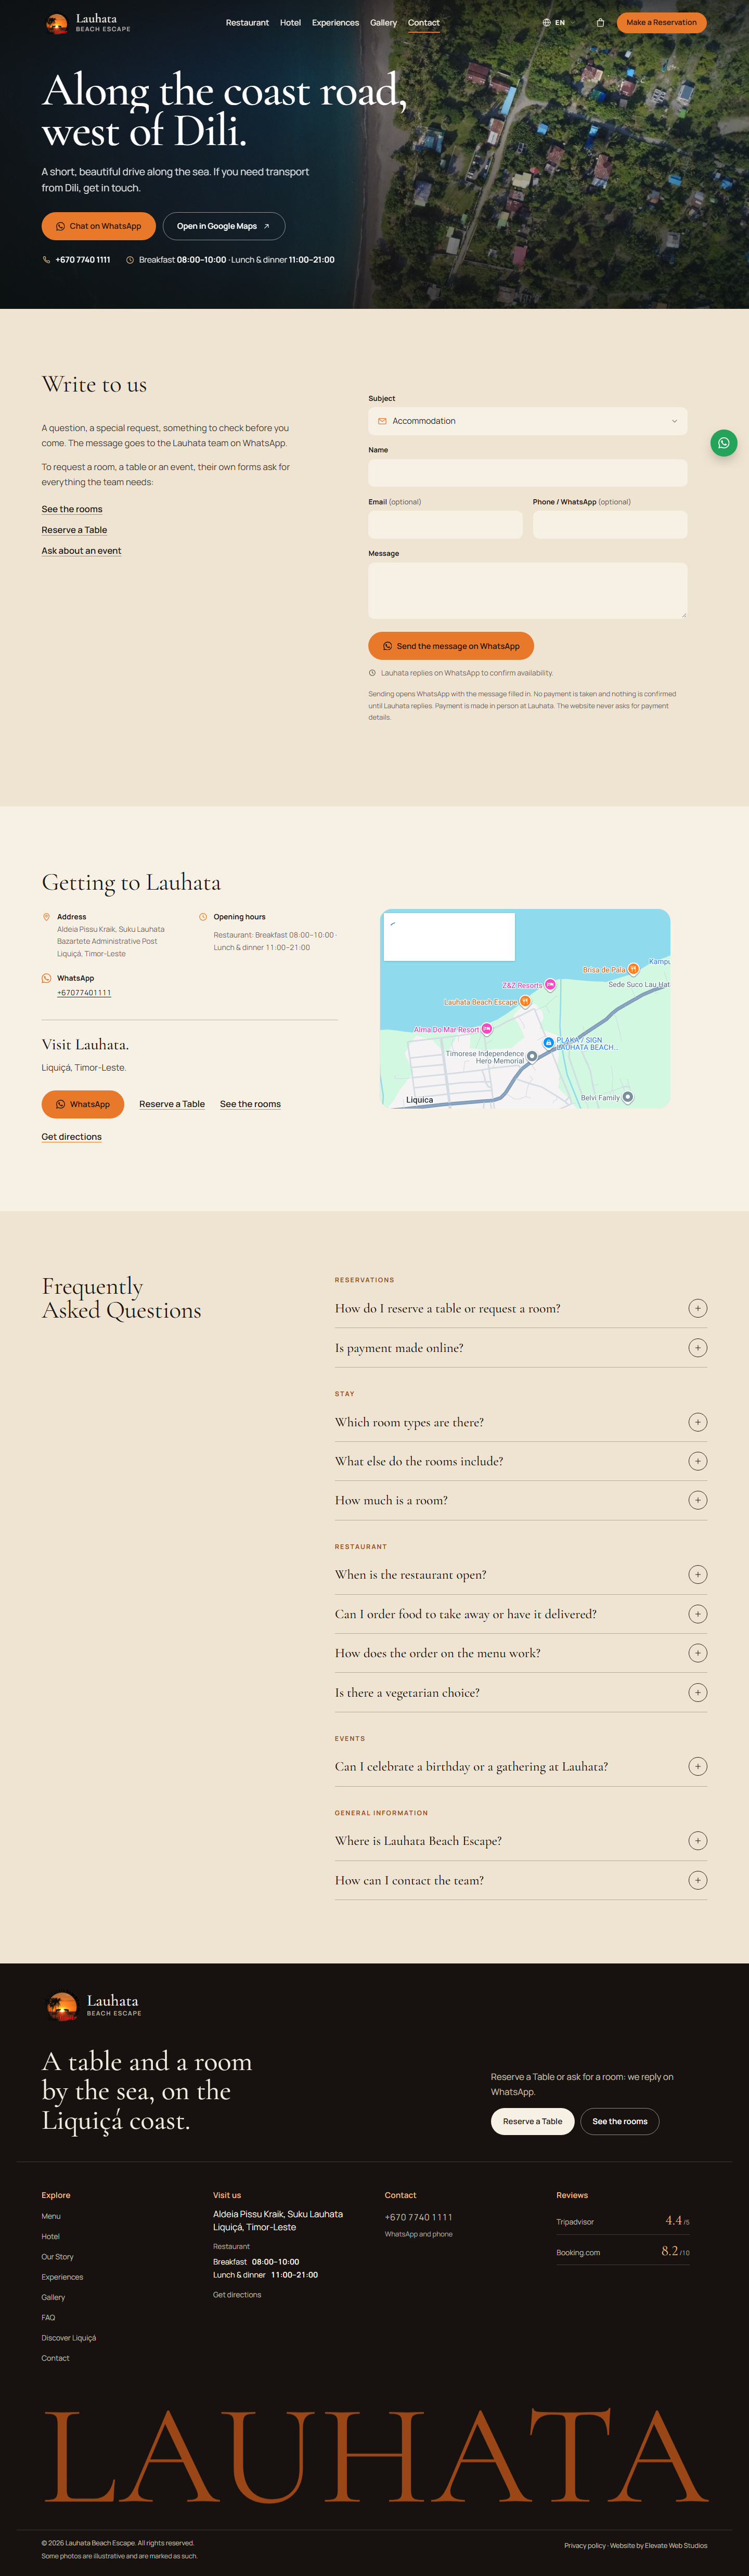 Lauhata
BEACH ESCAPE
Restaurant Hotel Experiences Gallery Contact
EN
Make a Reservation
Along the coast road,
west of Dili.
A short, beautiful drive along the sea. If you need transport
from Dili, get in touch.
Chat on WhatsApp
Open in Google Maps
+670 7740 1111
Breakfast 08:00–10:00 · Lunch & dinner 11:00–21:00
Write to us
A question, a special request, something to check before you
come. The message goes to the Lauhata team on WhatsApp.
To request a room, a table or an event, their own forms ask for
everything the team needs:
See the rooms
Reserve a Table
Ask about an event
Subject
Accommodation
Name
Email (optional)
Phone / WhatsApp (optional)
Message
Send the message on WhatsApp
Lauhata replies on WhatsApp to confirm availability.
Sending opens WhatsApp with the message filled in. No payment is taken and nothing is confirmed
until Lauhata replies. Payment is made in person at Lauhata. The website never asks for payment
details.
Getting to Lauhata
Address
Aldeia Pissu Kraik, Suku Lauhata
Bazartete Administrative Post
Liquiçá, Timor-Leste
Opening hours
Restaurant: Breakfast 08:00–10:00 ·
Lunch & dinner 11:00–21:00
WhatsApp
+67077401111
Visit Lauhata.
Liquiçá, Timor-Leste.
WhatsApp
Reserve a Table
See the rooms
Get directions
Brisa de Pala
Kampu
Z&Z Resorts
Sede Suco Lau Hat
Lauhata Beach Escape
Alma Do Mar Resort
PLAKA / SIGN
LAUHATA BEACH...
Timorese Independence
Hero Memorial
Liquica
Belvi Family
Frequently
Asked Questions
RESERVATIONS
How do I reserve a table or request a room?
Is payment made online?
STAY
Which room types are there?
What else do the rooms include?
How much is a room?
RESTAURANT
When is the restaurant open?
Can I order food to take away or have it delivered?
How does the order on the menu work?
Is there a vegetarian choice?
EVENTS
Can I celebrate a birthday or a gathering at Lauhata?
GENERAL INFORMATION
Where is Lauhata Beach Escape?
How can I contact the team?
Lauhata
BEACH ESCAPE
A table and a room
by the sea, on the
Liquiçá coast.
Reserve a Table or ask for a room: we reply on
WhatsApp.
Reserve a Table
See the rooms
Explore
Menu
Hotel
Our Story
Experiences
Gallery
FAQ
Discover Liquiçá
Contact
Visit us
Aldeia Pissu Kraik, Suku Lauhata
Liquiçá, Timor-Leste
Restaurant
Breakfast 08:00–10:00
Lunch & dinner 11:00–21:00
Get directions
Contact
+670 7740 1111
WhatsApp and phone
Reviews
Tripadvisor 4.4 /5
Booking.com 8.2 /10
LAUHATA
© 2026 Lauhata Beach Escape. All rights reserved.
Some photos are illustrative and are marked as such.
Privacy policy · Website by Elevate Web Studios